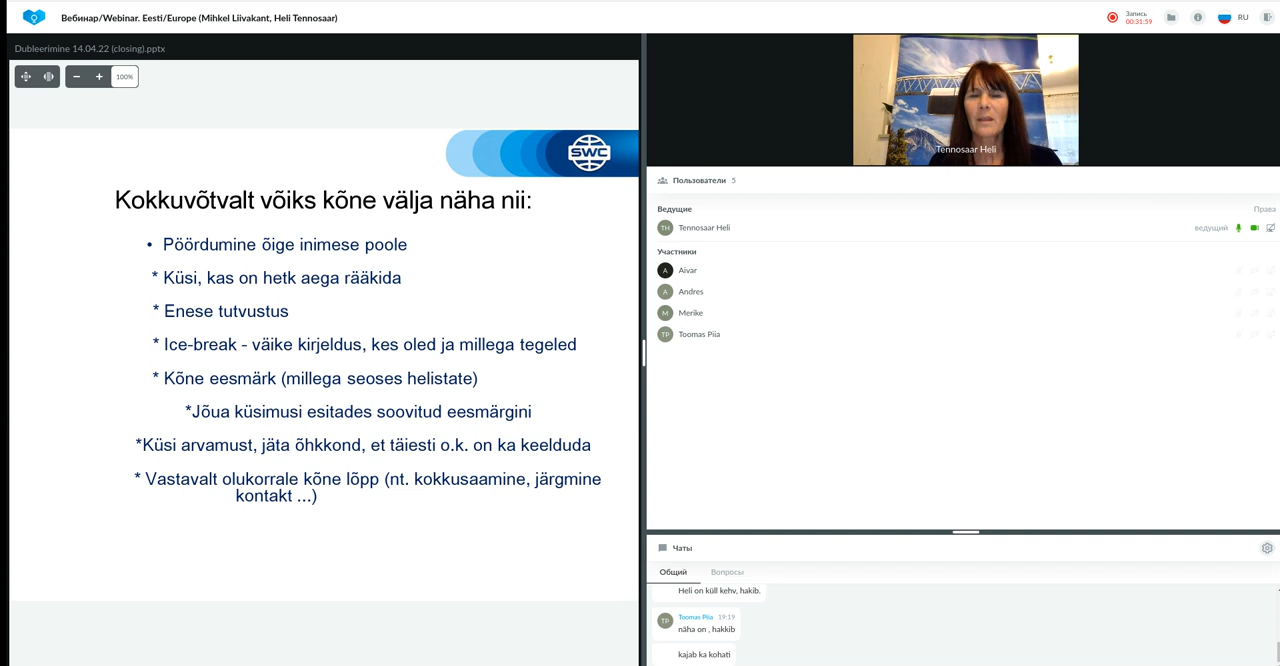 Вебинар/Webinar. Eesti/Europe (Mihkel Liivakant, Heli Tennosaar)
Запись
00:31:59
RU
Dubleerimine 14.04.22 (closing).pptx
100%
SWC
Kokkuvõtvalt võiks kõne välja näha nii:
• Pöördumine õige inimese poole
* Küsi, kas on hetk aega rääkida
* Enese tutvustus
* Ice-break - väike kirjeldus, kes oled ja millega tegeled
* Kõne eesmärk (millega seoses helistate)
*Jõua küsimusi esitades soovitud eesmärgini
*Küsi arvamust, jäta õhkkond, et täiesti o.k. on ka keelduda
* Vastavalt olukorrale kõne lõpp (nt. kokkusaamine, järgmine
kontakt ...)
Tennosaar Heli
Пользователи 5
Ведущие Права
TH Tennosaar Heli ведущий
Участники
A Aivar
A Andres
M Merike
TP Toomas Piia
Чаты
Общий Вопросы
Heli on küll kehv, hakib.
TP Toomas Piia 19:19
näha on , hakkib
kajab ka kohati